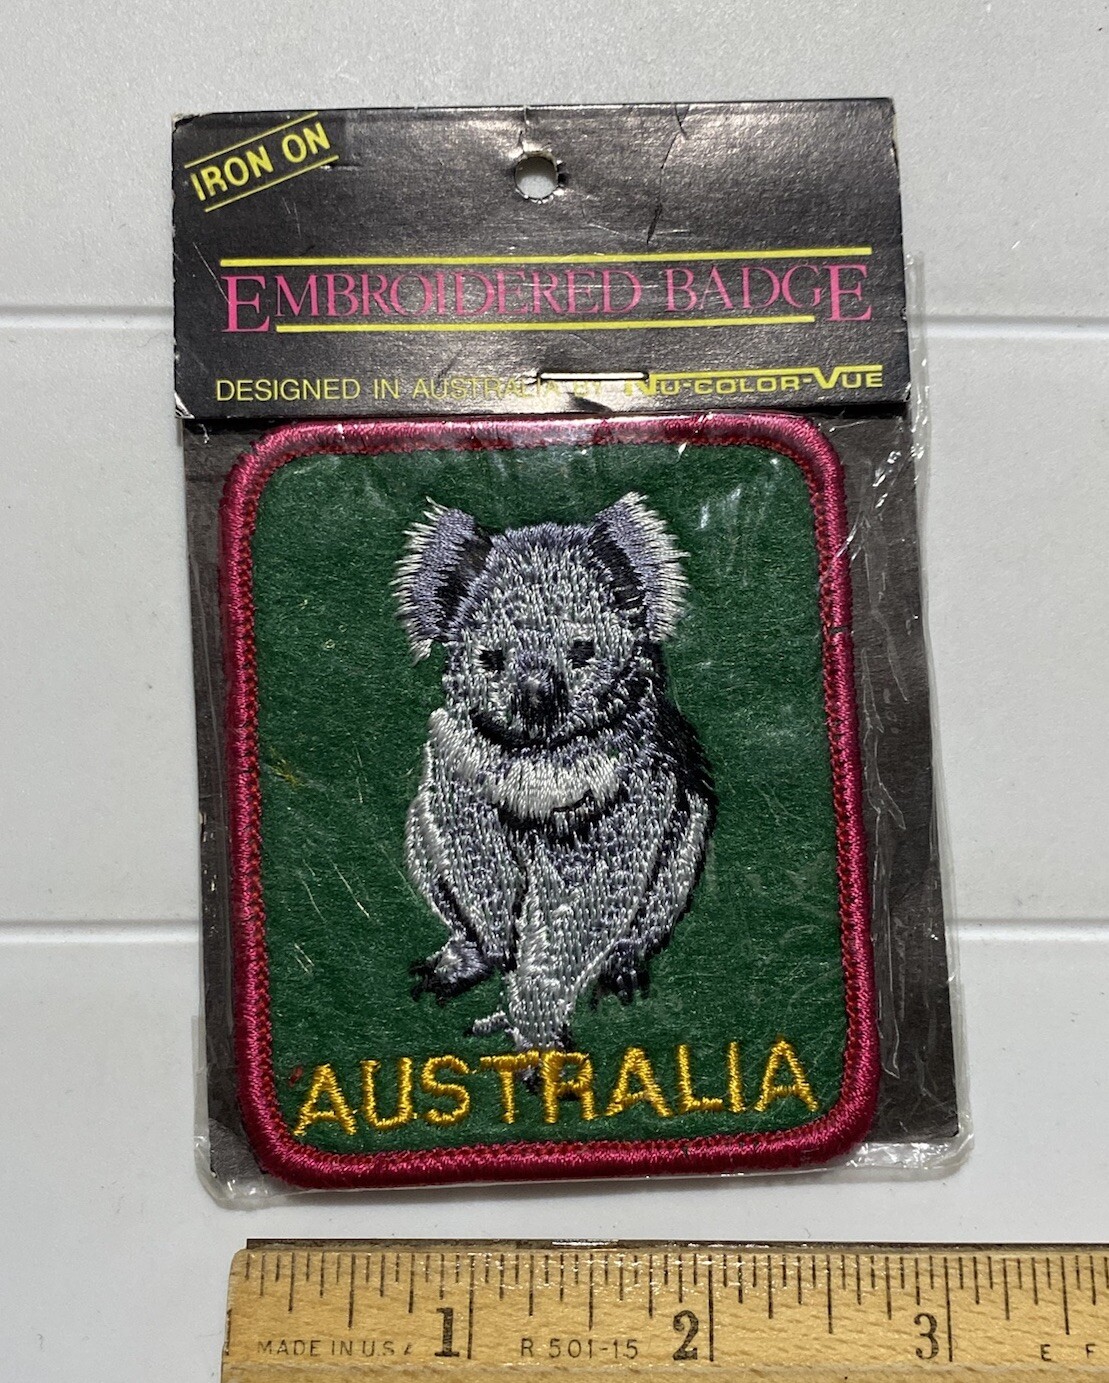 IRON ON
EMBROIDERED BADGE
DESIGNED IN AUSTRALIA BY NU-COLOR-VUE
AUSTRALIA
1 2 3
MADE IN U.S.A R 501-15 E F